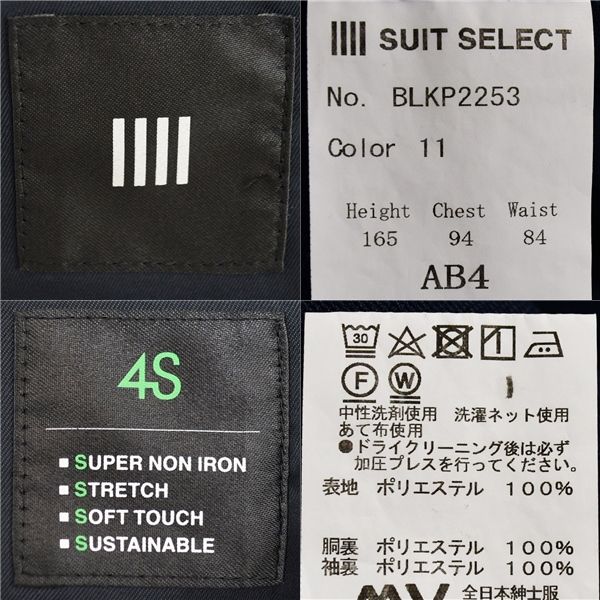 SUIT SELECT
No. BLKP2253
Color 11
Height Chest Waist
165 94 84
AB4
4S
SUPER NON IRON
STRETCH
SOFT TOUCH
SUSTAINABLE
30
F W
中性洗剤使用 洗濯ネット使用
あて布使用
●ドライクリーニング後は必ず
加圧プレスを行ってください。
表地 ポリエステル 100%
胴裏 ポリエステル 100%
袖裏 ポリエステル 100%
全日本紳士服